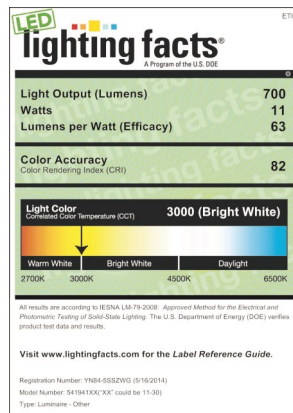 ETI
LED
lighting facts®
A Program of the U.S. DOE
Light Output (Lumens) 700
Watts 11
Lumens per Watt (Efficacy) 63
Color Accuracy
Color Rendering Index (CRI) 82
Light Color
Correlated Color Temperature (CCT) 3000 (Bright White)
Warm White Bright White Daylight
2700K 3000K 4500K 6500K
All results are according to IESNA LM-79-2008: Approved Method for the Electrical and
Photometric Testing of Solid-State Lighting. The U.S. Department of Energy (DOE) verifies
product test data and results.
Visit www.lightingfacts.com for the Label Reference Guide.
Registration Number: YN84-5SSZWG (5/16/2014)
Model Number: 541941XX("XX" could be 11-30)
Type: Luminaire - Other